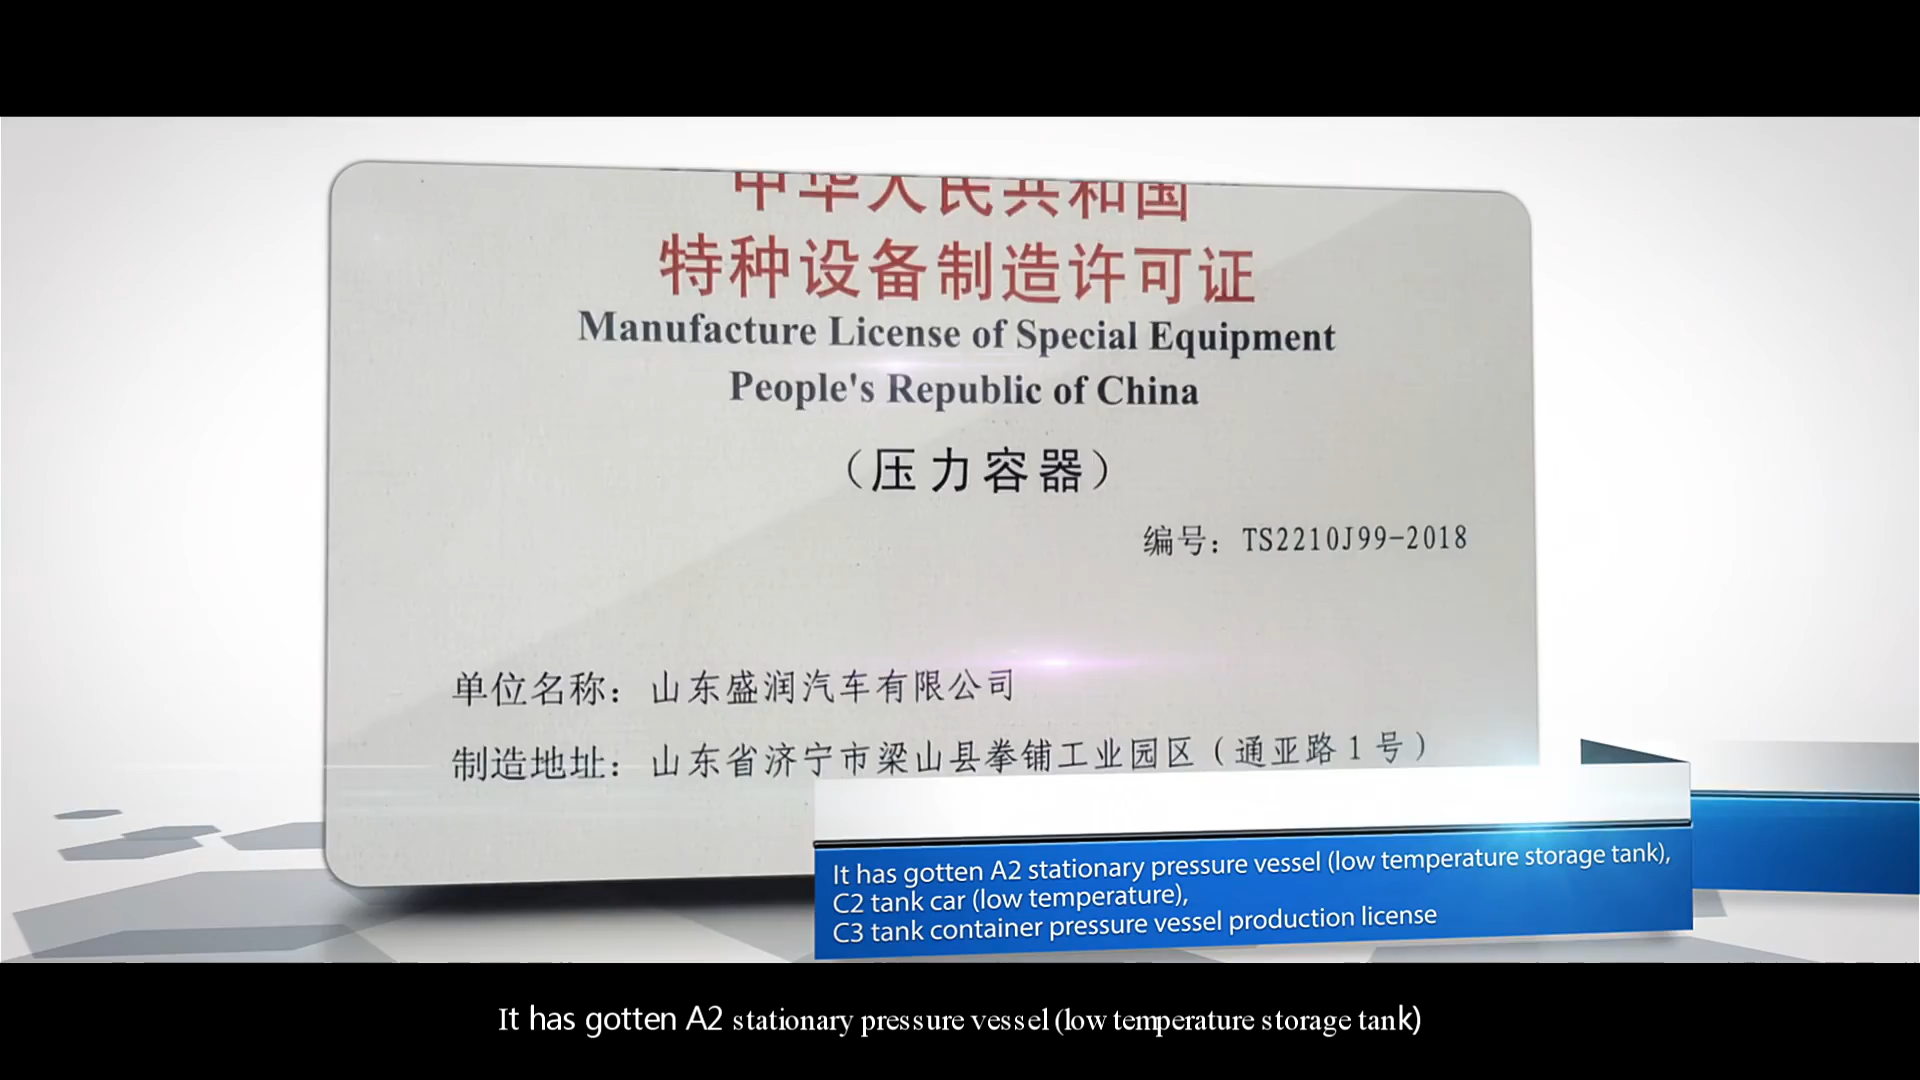 中华人民共和国
特种设备制造许可证
Manufacture License of Special Equipment
People's Republic of China
（压力容器）
编号：TS2210J99-2018
单位名称：山东盛润汽车有限公司
制造地址：山东省济宁市梁山县拳铺工业园区（通亚路1号）
It has gotten A2 stationary pressure vessel (low temperature storage tank),
C2 tank car (low temperature),
C3 tank container pressure vessel production license
It has gotten A2 stationary pressure vessel (low temperature storage tank)